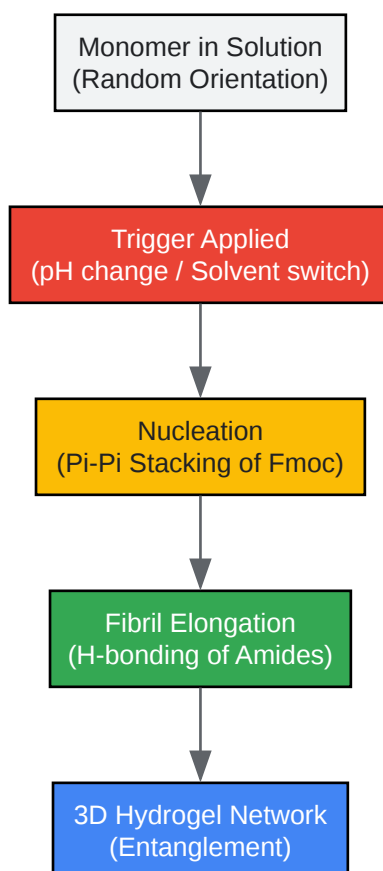 Monomer in Solution
(Random Orientation)
Trigger Applied
(pH change / Solvent switch)
Nucleation
(Pi-Pi Stacking of Fmoc)
Fibril Elongation
(H-bonding of Amides)
3D Hydrogel Network
(Entanglement)